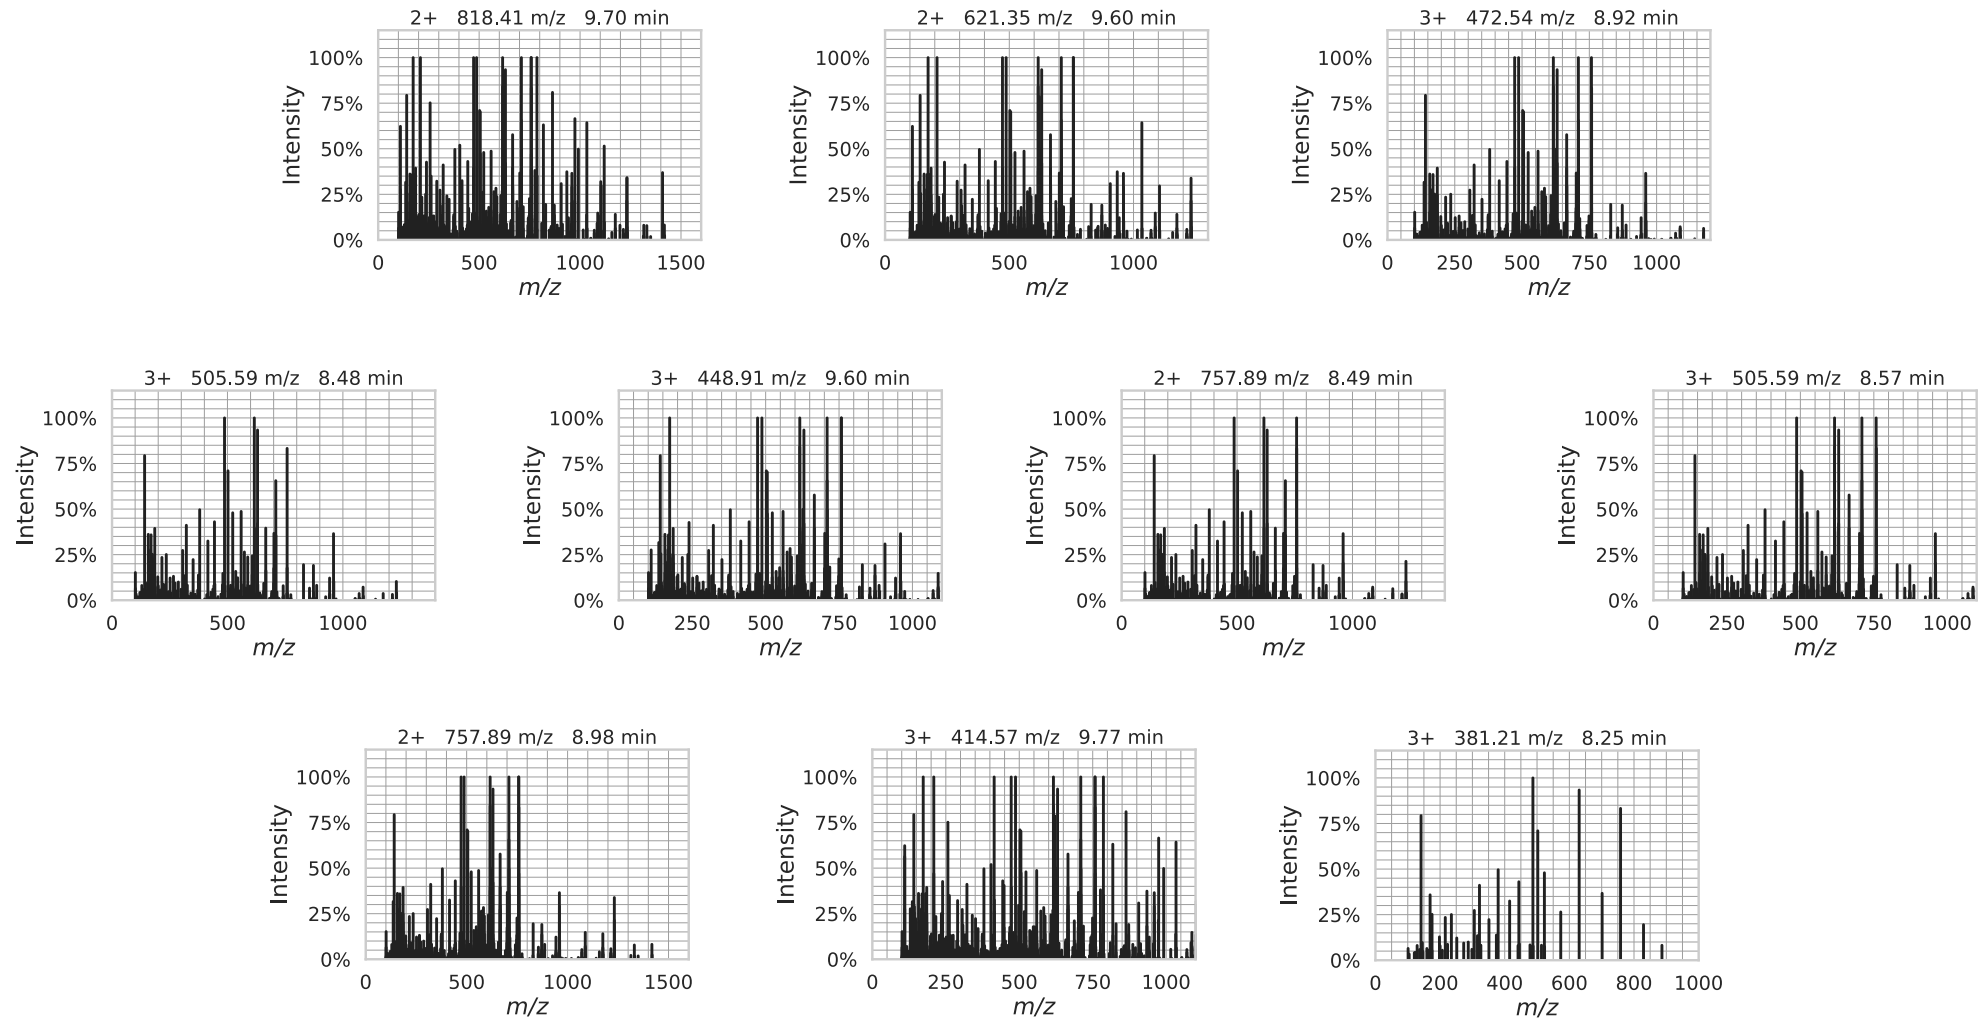 2+ 818.41 m/z 9.70 min
100%
75%
50%
25%
0%
Intensity
0 500 1000 1500
m/z
2+ 621.35 m/z 9.60 min
100%
75%
50%
25%
0%
Intensity
0 500 1000
m/z
3+ 472.54 m/z 8.92 min
100%
75%
50%
25%
0%
Intensity
0 250 500 750 1000
m/z
3+ 505.59 m/z 8.48 min
100%
75%
50%
25%
0%
Intensity
0 500 1000
m/z
3+ 448.91 m/z 9.60 min
100%
75%
50%
25%
0%
Intensity
0 250 500 750 1000
m/z
2+ 757.89 m/z 8.49 min
100%
75%
50%
25%
0%
Intensity
0 500 1000
m/z
3+ 505.59 m/z 8.57 min
100%
75%
50%
25%
0%
Intensity
0 250 500 750 1000
m/z
2+ 757.89 m/z 8.98 min
100%
75%
50%
25%
0%
Intensity
0 500 1000 1500
m/z
3+ 414.57 m/z 9.77 min
100%
75%
50%
25%
0%
Intensity
0 250 500 750 1000
m/z
3+ 381.21 m/z 8.25 min
100%
75%
50%
25%
0%
Intensity
0 200 400 600 800 1000
m/z